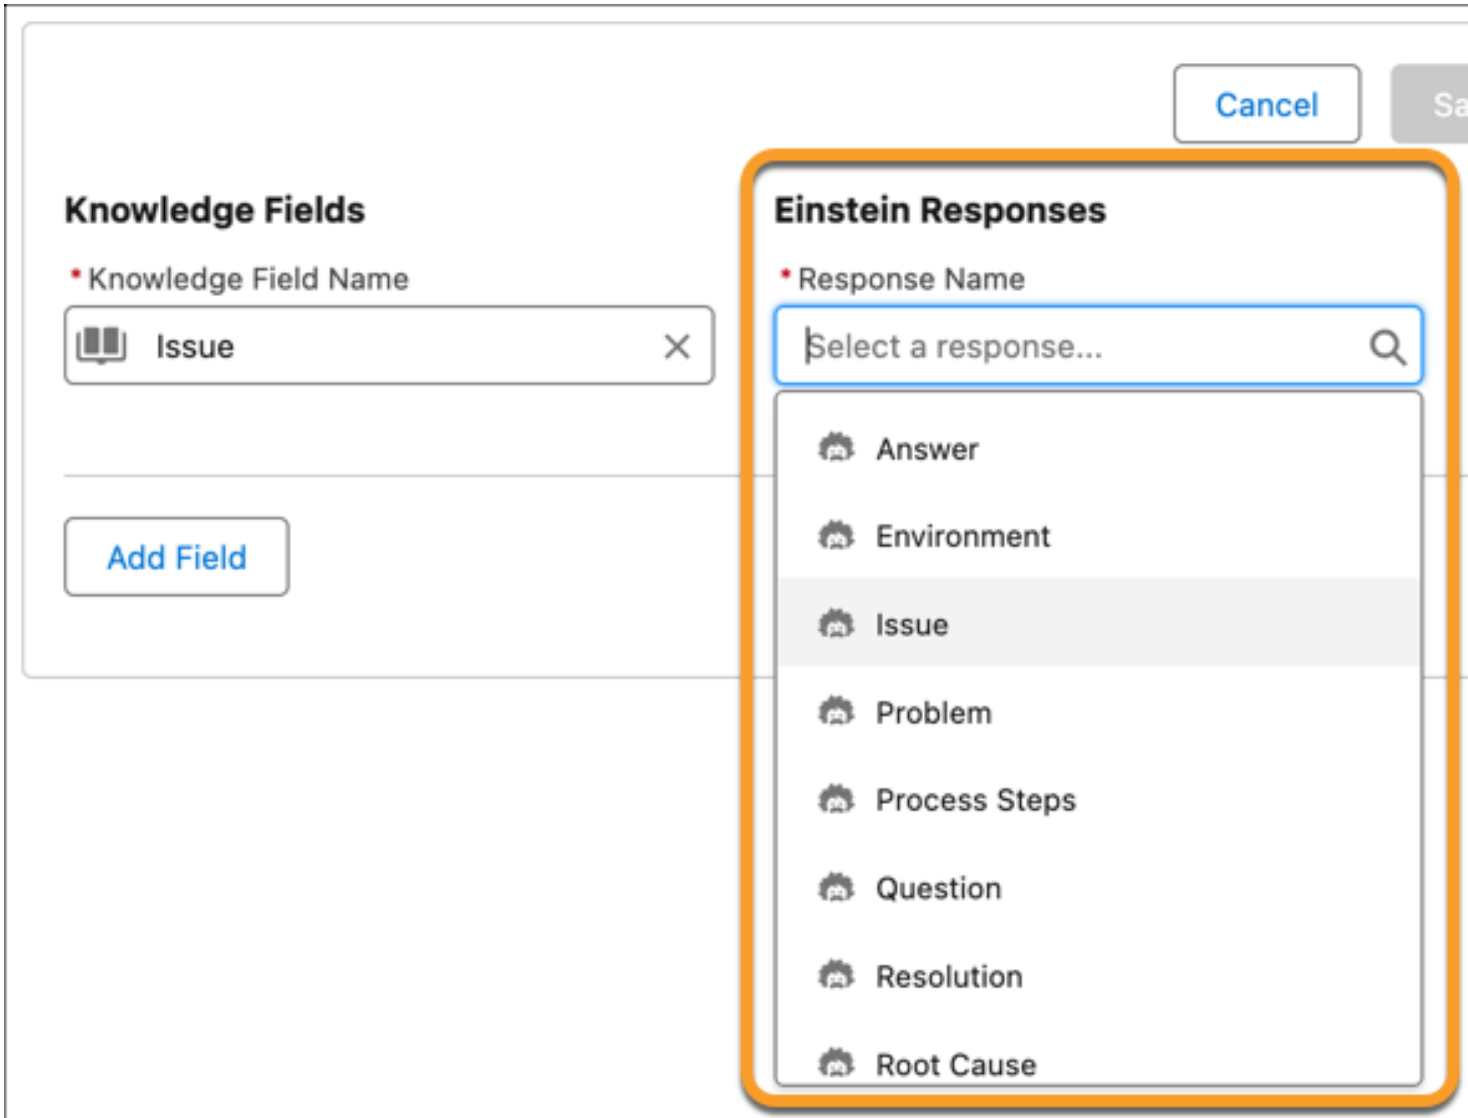 Cancel
Sa
Knowledge Fields
Einstein Responses
* Knowledge Field Name
* Response Name
Issue
Select a response...
Answer
Environment
Add Field
Issue
Problem
Process Steps
Question
Resolution
Root Cause